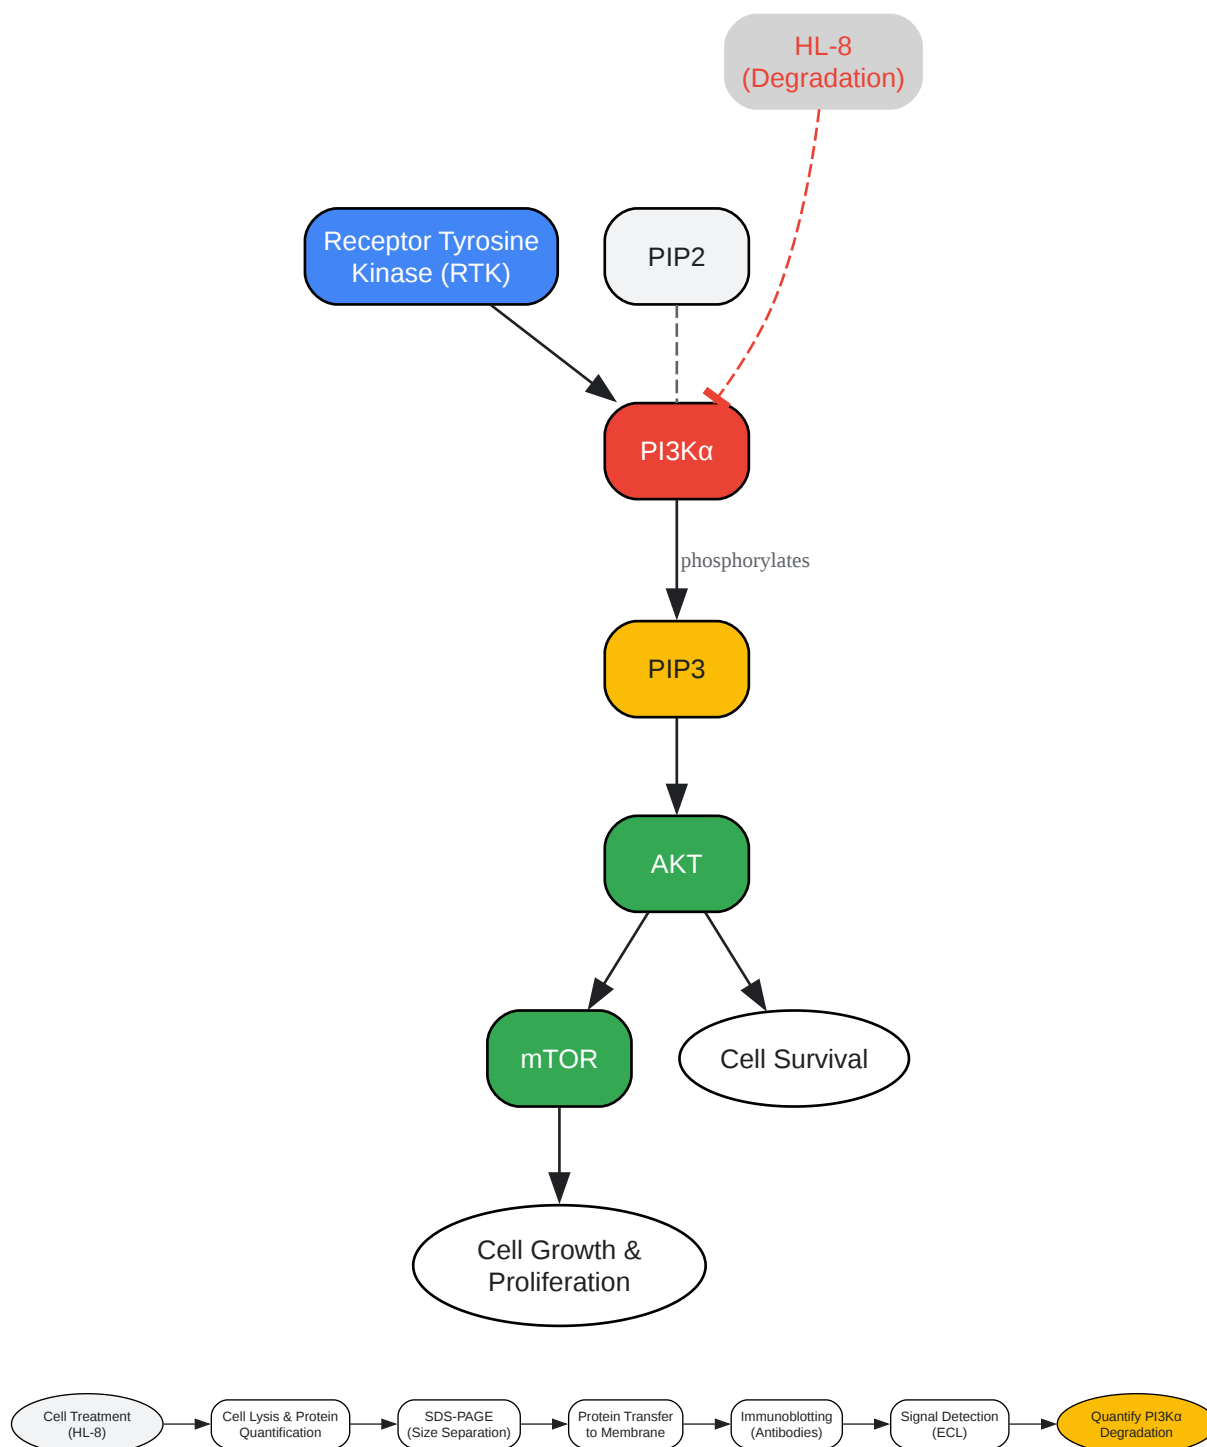 HL-8
(Degradation)
Receptor Tyrosine
Kinase (RTK)
PIP2
PI3Kα
phosphorylates
PIP3
AKT
mTOR
Cell Survival
Cell Growth &
Proliferation
Cell Treatment
(HL-8)
Cell Lysis & Protein
Quantification
SDS-PAGE
(Size Separation)
Protein Transfer
to Membrane
Immunoblotting
(Antibodies)
Signal Detection
(ECL)
Quantify PI3Kα
Degradation